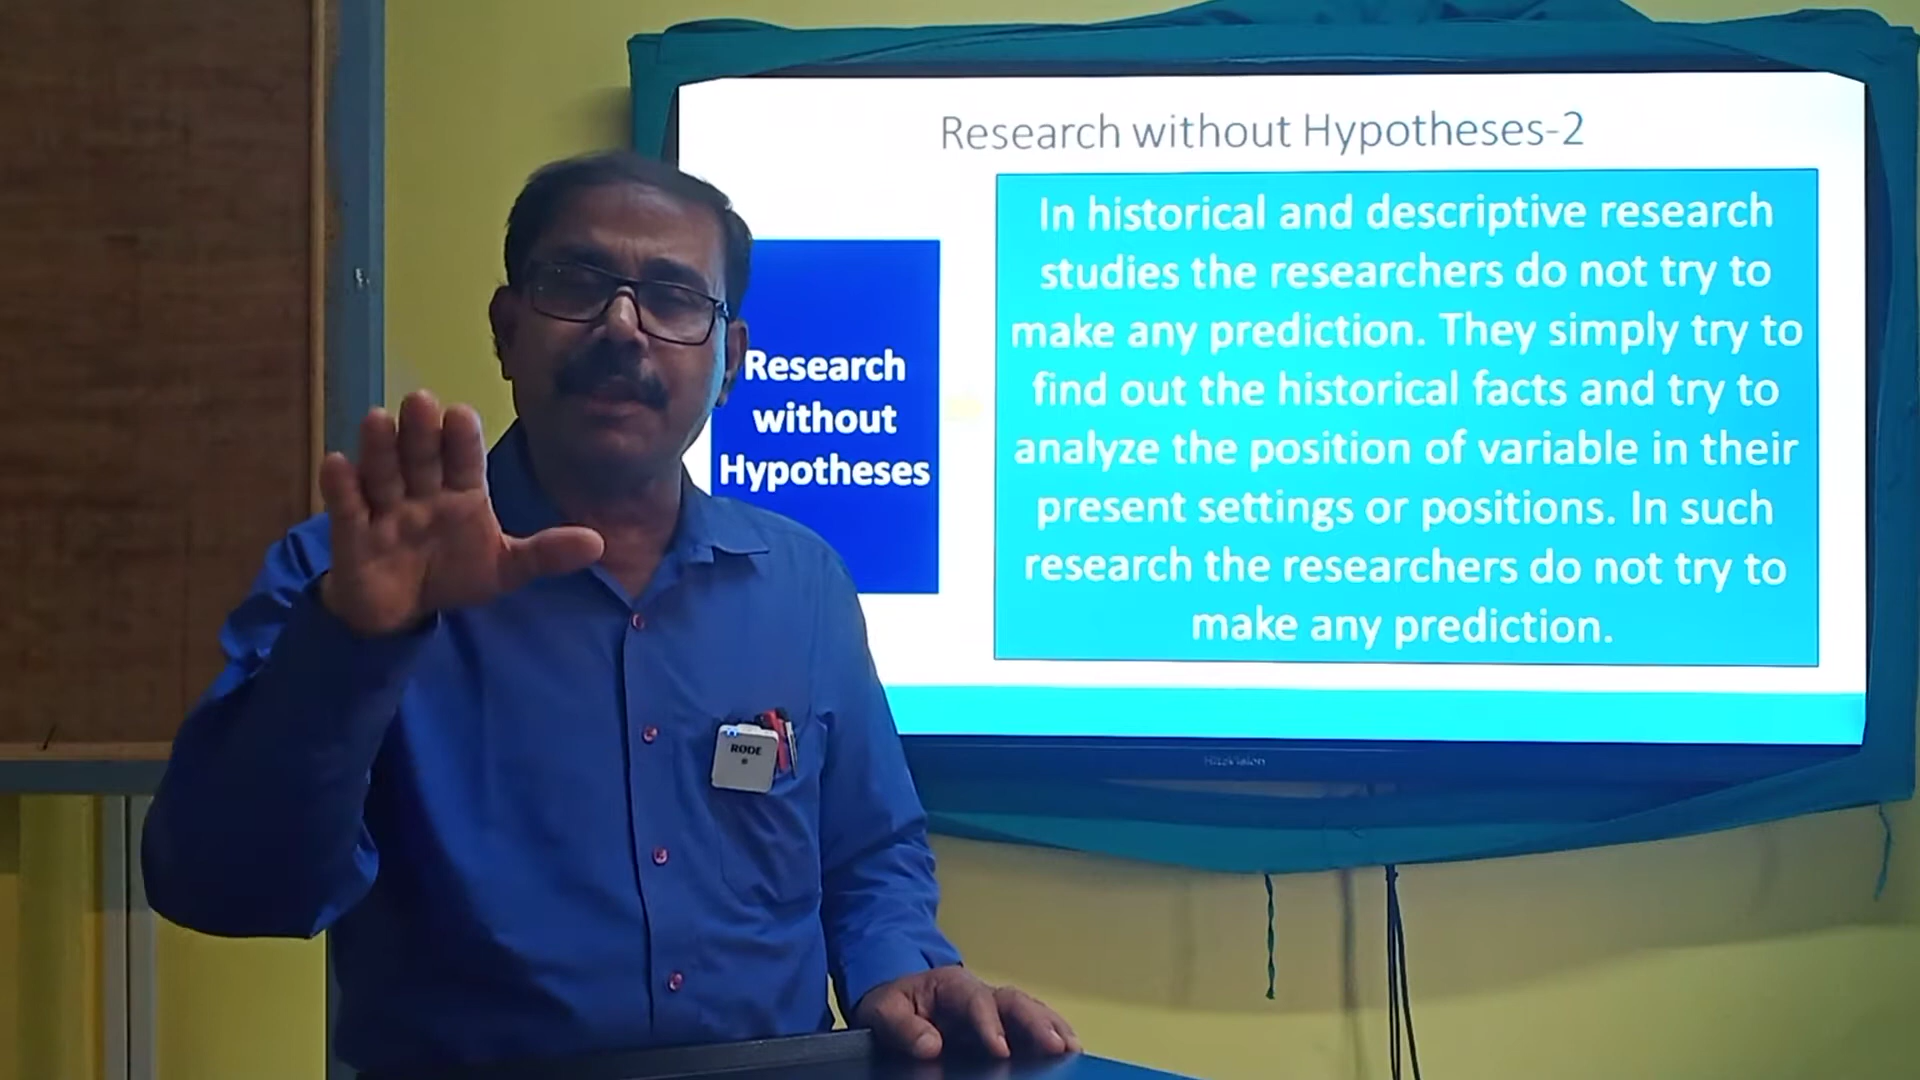 Research without Hypotheses-2
Research
without
Hypotheses
In historical and descriptive research
studies the researchers do not try to
make any prediction. They simply try to
find out the historical facts and try to
analyze the position of variable in their
present settings or positions. In such
research the researchers do not try to
make any prediction.
RØDE